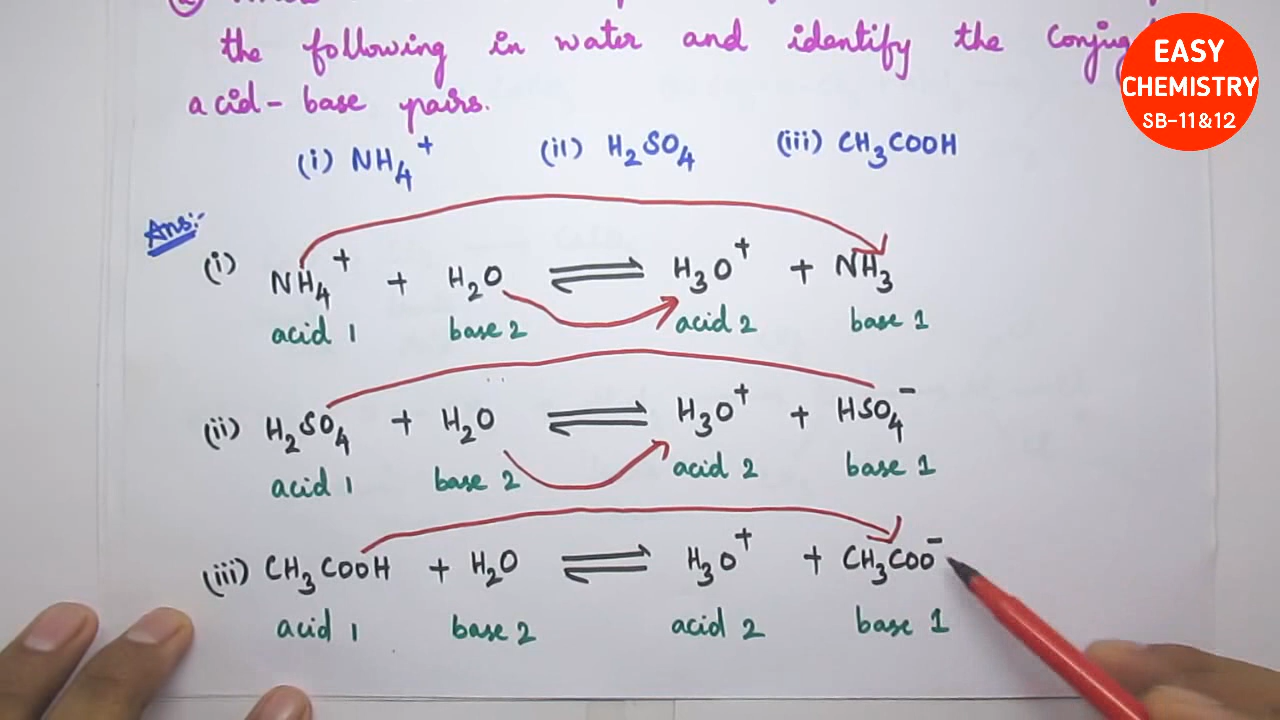 the following in water and identify the
acid-base pairs.
EASY
CHEMISTRY
SB-11&12
(i) NH₄⁺ (ii) H₂SO₄ (iii) CH₃COOH
Ans:-
(i) NH₄⁺ + H₂O ⇌ H₃O⁺ + NH₃
acid 1 base 2 acid 2 base 1
(ii) H₂SO₄ + H₂O ⇌ H₃O⁺ + HSO₄⁻
acid 1 base 2 acid 2 base 1
(iii) CH₃COOH + H₂O ⇌ H₃O⁺ + CH₃COO⁻
acid 1 base 2 acid 2 base 1